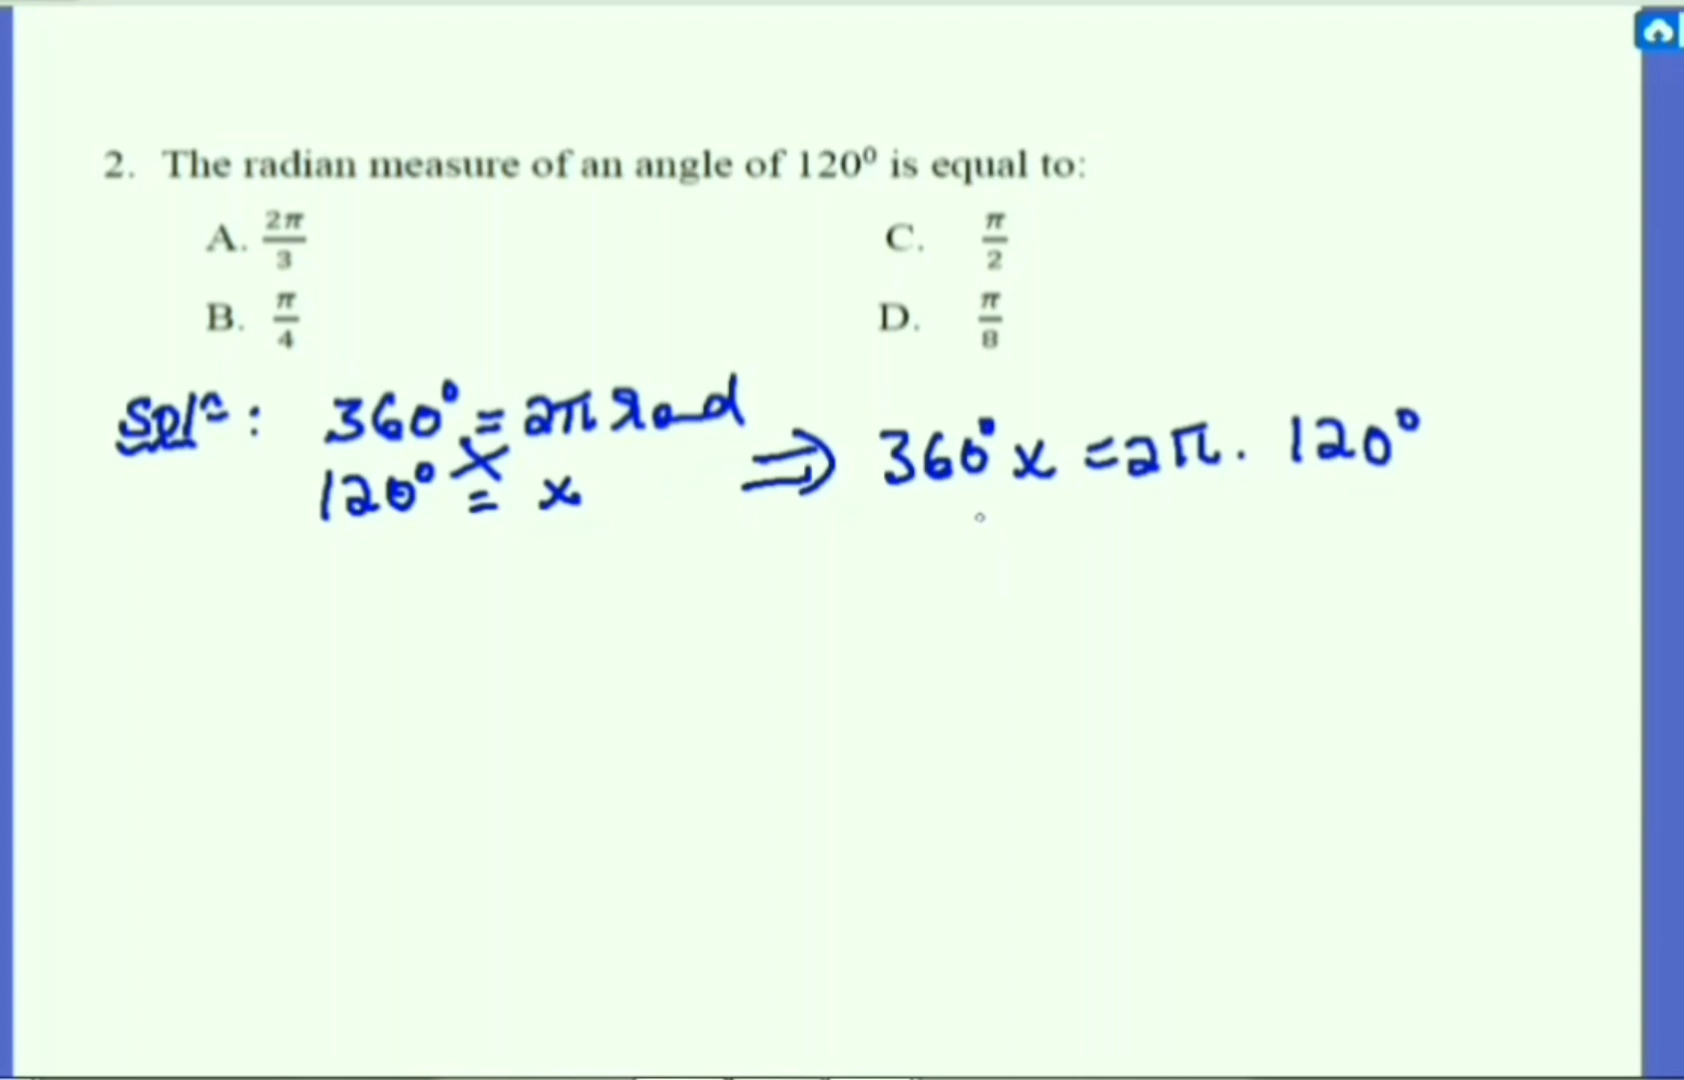 2. The radian measure of an angle of 120⁰ is equal to:
A. 2π/3
C. π/2
B. π/4
D. π/8
Solⁿ: 360° = 2π rad
120° = x
⇒ 360° x = 2π . 120°